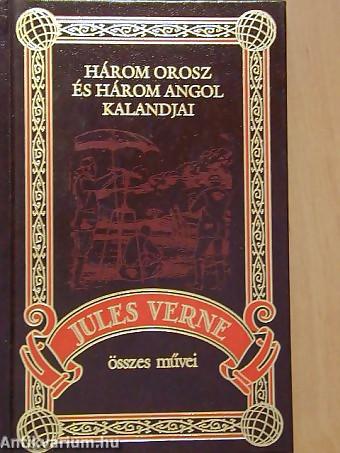 HÁROM OROSZ
ÉS HÁROM ANGOL
KALANDJAI
JULES VERNE
összes művei
Antikvarium.hu